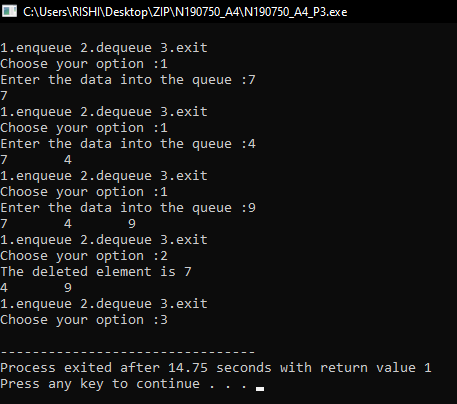 C:\Users\RISHI\Desktop\ZIP\N190750_A4\N190750_A4_P3.exe
1.enqueue 2.dequeue 3.exit
Choose your option :1
Enter the data into the queue :7
7
1.enqueue 2.dequeue 3.exit
Choose your option :1
Enter the data into the queue :4
7       4
1.enqueue 2.dequeue 3.exit
Choose your option :1
Enter the data into the queue :9
7       4       9
1.enqueue 2.dequeue 3.exit
Choose your option :2
The deleted element is 7
4       9
1.enqueue 2.dequeue 3.exit
Choose your option :3
--------------------------------
Process exited after 14.75 seconds with return value 1
Press any key to continue . . .